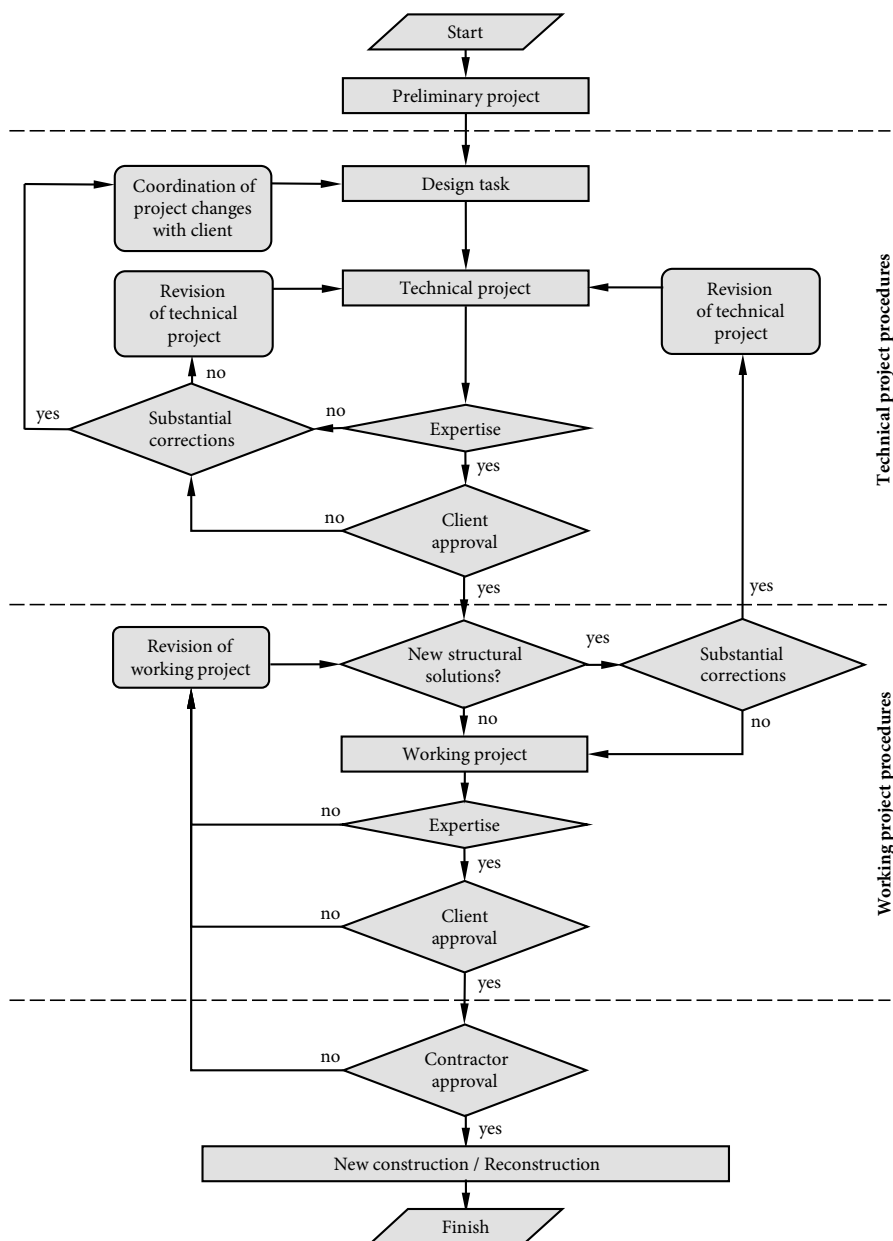 Start
Preliminary project
Design task
Coordination of
project changes
with client
Technical project
Revision
of technical
project
Revision
of technical
project
no
yes
Substantial
corrections
no
Expertise
yes
no
Client
approval
yes
yes
Technical project procedures
Revision of
working project
New structural
solutions?
yes
Substantial
corrections
no
no
Working project
no
Expertise
yes
no
Client
approval
yes
Working project procedures
no
Contractor
approval
yes
New construction / Reconstruction
Finish